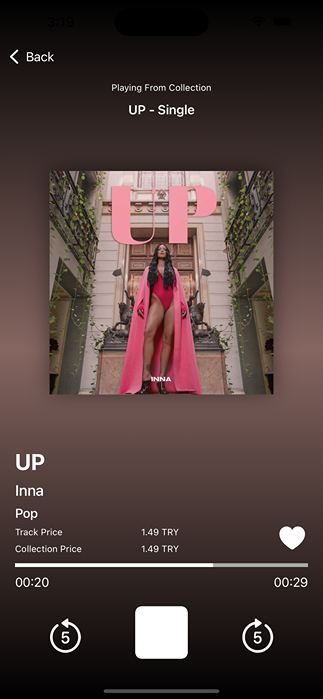 3:19
Back
Playing From Collection
UP - Single
UP
INNA
UP
Inna
Pop
Track Price 1.49 TRY
Collection Price 1.49 TRY
00:20 00:29
5 5